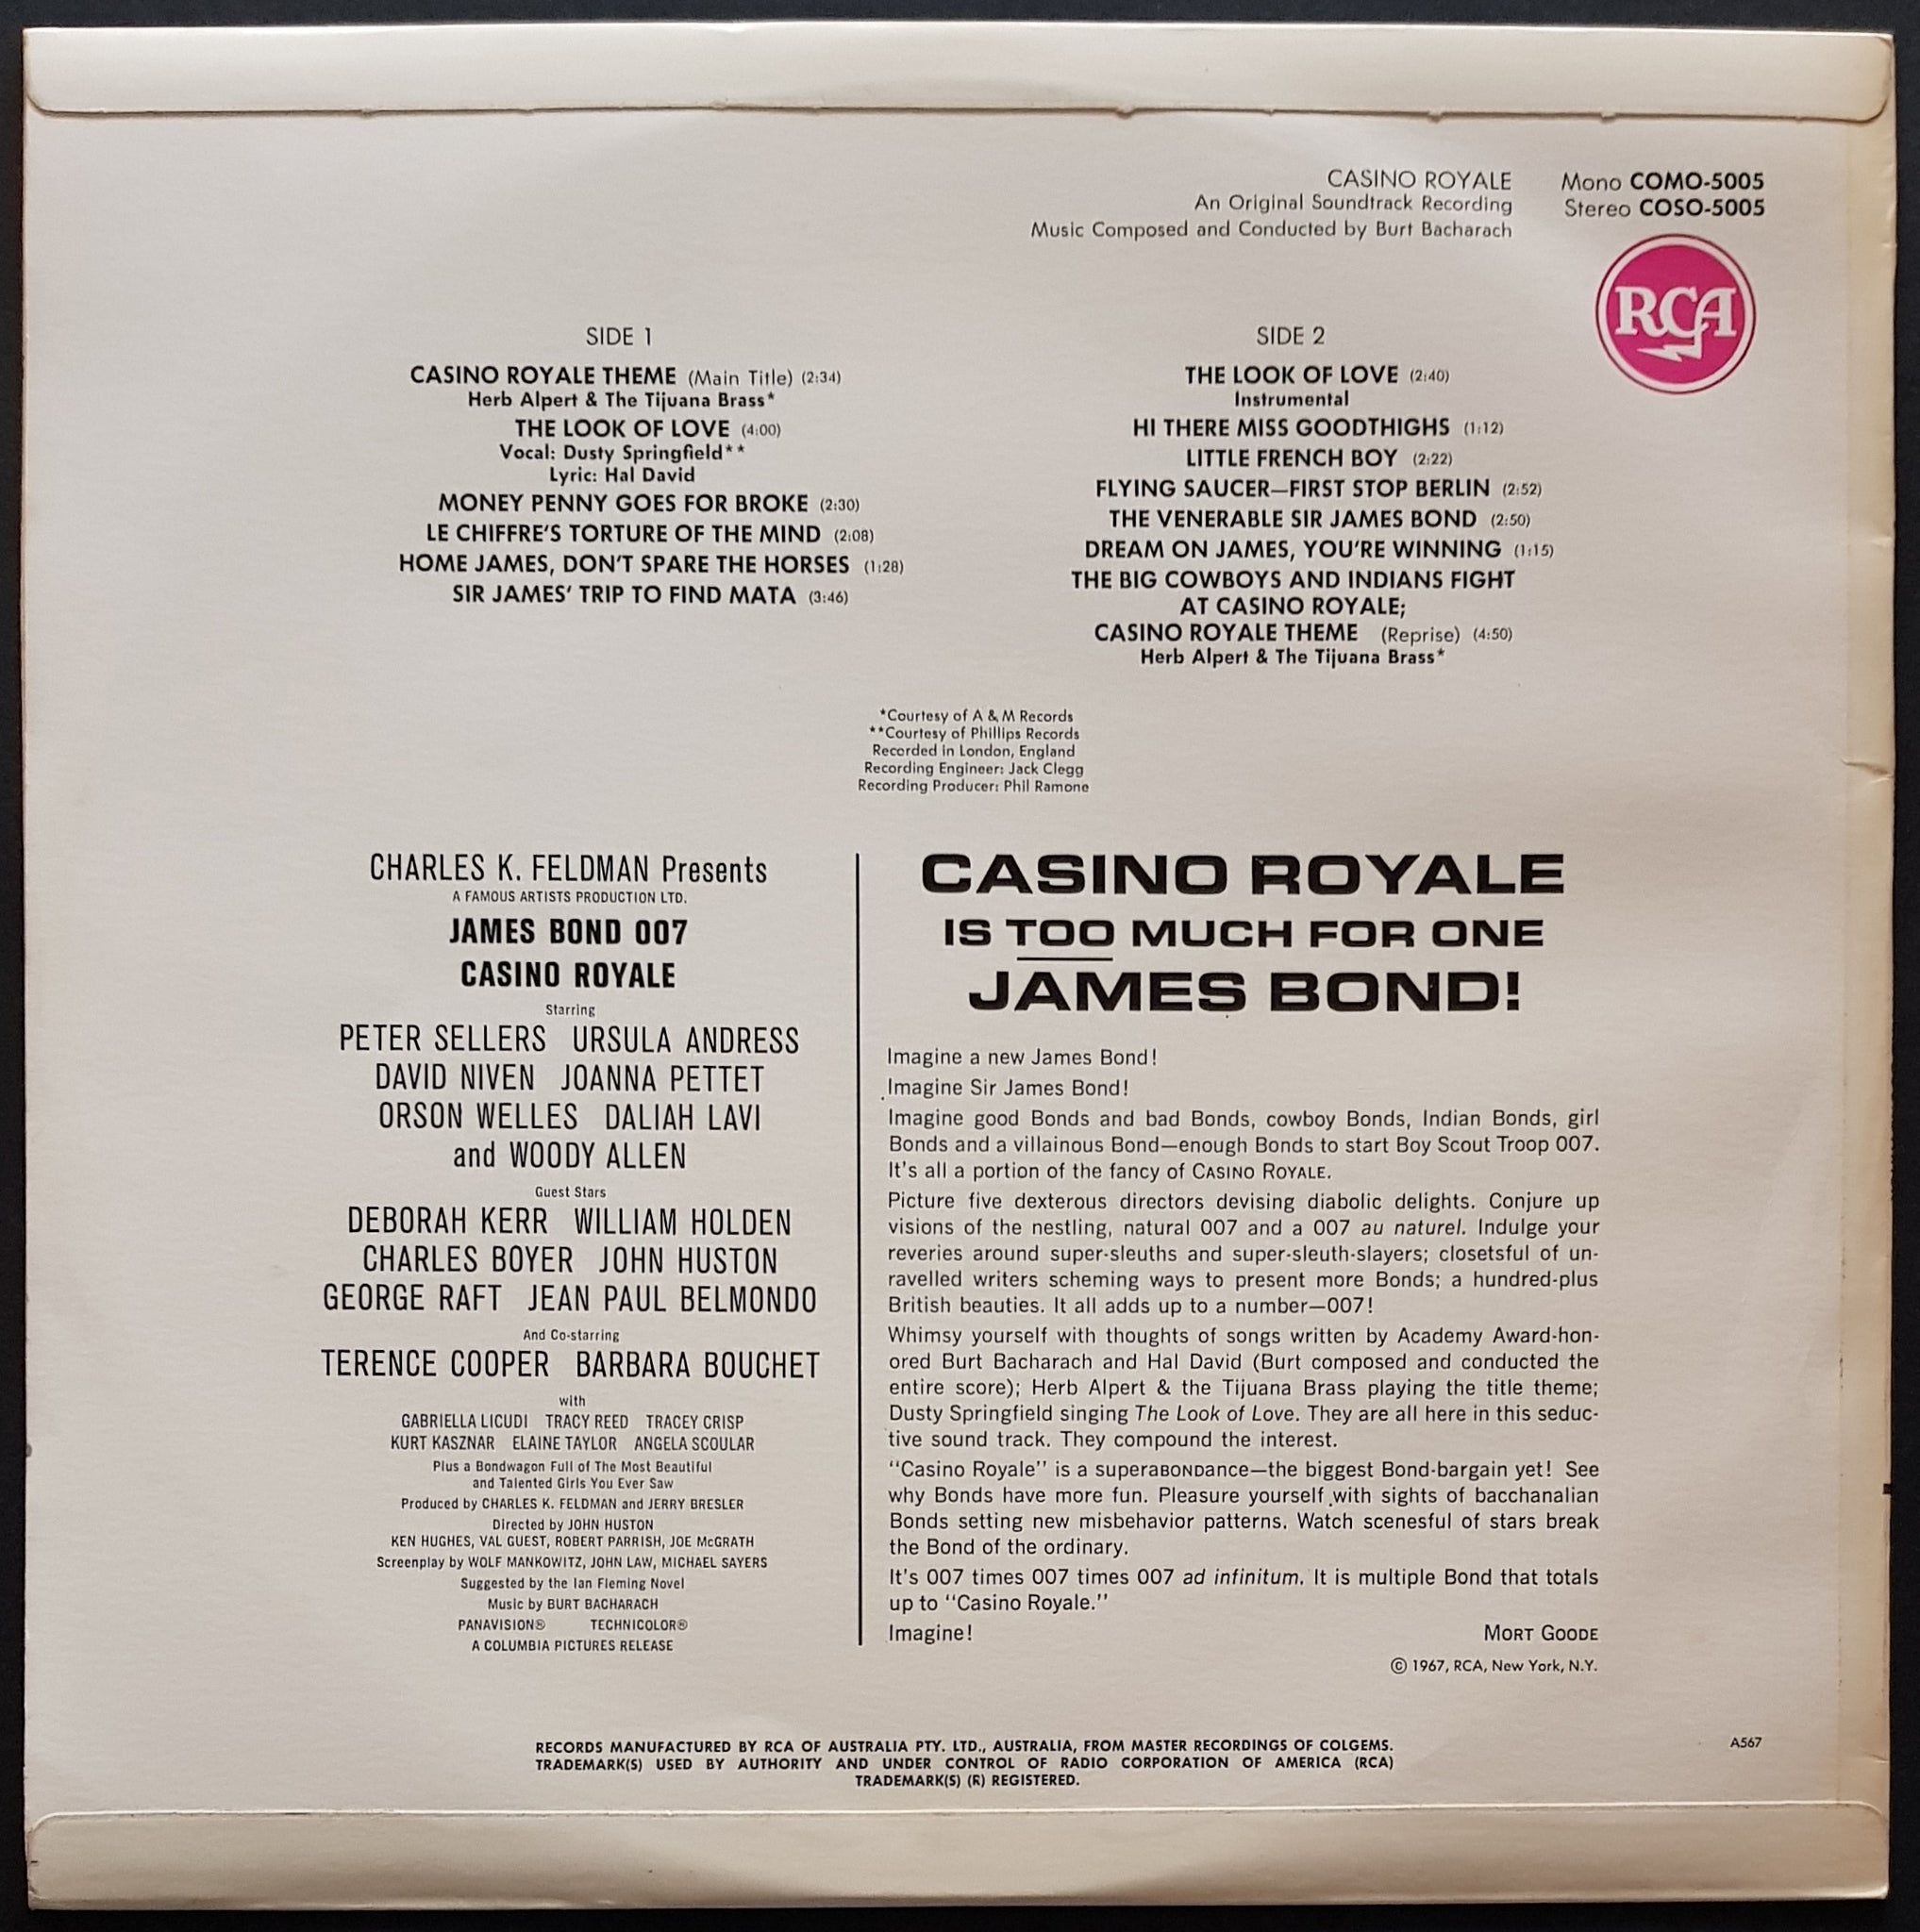 CASINO ROYALE
An Original Soundtrack Recording
Music Composed and Conducted by Burt Bacharach
Mono COMO-5005
Stereo COSO-5005
RCA
SIDE 1
CASINO ROYALE THEME (Main Title) (2:34)
Herb Alpert & The Tijuana Brass*
THE LOOK OF LOVE (4:00)
Vocal: Dusty Springfield**
Lyric: Hal David
MONEY PENNY GOES FOR BROKE (2:30)
LE CHIFFRE'S TORTURE OF THE MIND (2:08)
HOME JAMES, DON'T SPARE THE HORSES (1:28)
SIR JAMES' TRIP TO FIND MATA (3:46)
SIDE 2
THE LOOK OF LOVE (2:40)
Instrumental
HI THERE MISS GOODTHIGHS (1:12)
LITTLE FRENCH BOY (2:22)
FLYING SAUCER—FIRST STOP BERLIN (2:52)
THE VENERABLE SIR JAMES BOND (2:50)
DREAM ON JAMES, YOU'RE WINNING (1:15)
THE BIG COWBOYS AND INDIANS FIGHT
AT CASINO ROYALE;
CASINO ROYALE THEME (Reprise) (4:50)
Herb Alpert & The Tijuana Brass*
*Courtesy of A & M Records
**Courtesy of Phillips Records
Recorded in London, England
Recording Engineer: Jack Clegg
Recording Producer: Phil Ramone
CHARLES K. FELDMAN Presents
A FAMOUS ARTISTS PRODUCTION LTD.
JAMES BOND 007
CASINO ROYALE
Starring
PETER SELLERS URSULA ANDRESS
DAVID NIVEN JOANNA PETTET
ORSON WELLES DALIAH LAVI
and WOODY ALLEN
Guest Stars
DEBORAH KERR WILLIAM HOLDEN
CHARLES BOYER JOHN HUSTON
GEORGE RAFT JEAN PAUL BELMONDO
And Co-starring
TERENCE COOPER BARBARA BOUCHET
with
GABRIELLA LICUDI TRACY REED TRACEY CRISP
KURT KASZNAR ELAINE TAYLOR ANGELA SCOULAR
Plus a Bondwagon Full of The Most Beautiful
and Talented Girls You Ever Saw
Produced by CHARLES K. FELDMAN and JERRY BRESLER
Directed by JOHN HUSTON
KEN HUGHES, VAL GUEST, ROBERT PARRISH, JOE McGRATH
Screenplay by WOLF MANKOWITZ, JOHN LAW, MICHAEL SAYERS
Suggested by the Ian Fleming Novel
Music by BURT BACHARACH
PANAVISION® TECHNICOLOR®
A COLUMBIA PICTURES RELEASE
CASINO ROYALE
IS TOO MUCH FOR ONE
JAMES BOND!
Imagine a new James Bond!
Imagine Sir James Bond!
Imagine good Bonds and bad Bonds, cowboy Bonds, Indian Bonds, girl
Bonds and a villainous Bond—enough Bonds to start Boy Scout Troop 007.
It's all a portion of the fancy of CASINO ROYALE.
Picture five dexterous directors devising diabolic delights. Conjure up
visions of the nestling, natural 007 and a 007 au naturel. Indulge your
reveries around super-sleuths and super-sleuth-slayers; closetsful of un-
ravelled writers scheming ways to present more Bonds; a hundred-plus
British beauties. It all adds up to a number—007!
Whimsy yourself with thoughts of songs written by Academy Award-hon-
ored Burt Bacharach and Hal David (Burt composed and conducted the
entire score); Herb Alpert & the Tijuana Brass playing the title theme;
Dusty Springfield singing The Look of Love. They are all here in this seduc-
tive sound track. They compound the interest.
"Casino Royale" is a superaBONDance—the biggest Bond-bargain yet! See
why Bonds have more fun. Pleasure yourself with sights of bacchanalian
Bonds setting new misbehavior patterns. Watch scenesful of stars break
the Bond of the ordinary.
It's 007 times 007 times 007 ad infinitum. It is multiple Bond that totals
up to "Casino Royale."
Imagine!
MORT GOODE
© 1967, RCA, New York, N.Y.
RECORDS MANUFACTURED BY RCA OF AUSTRALIA PTY. LTD., AUSTRALIA, FROM MASTER RECORDINGS OF COLGEMS.
TRADEMARK(S) USED BY AUTHORITY AND UNDER CONTROL OF RADIO CORPORATION OF AMERICA (RCA)
TRADEMARK(S) (R) REGISTERED.
A567